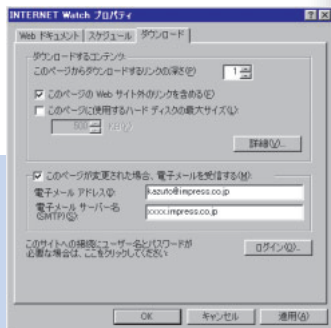 INTERNET Watch プロパティ
Web ドキュメント スケジュール ダウンロード
ダウンロードするコンテンツ
このページからダウンロードするリンクの深さ(P) 1
このページの Web サイト外のリンクを含める(F)
このページに使用するハード ディスクの最大サイズ(L):
500
詳細(V)...
このページが変更された場合、電子メールを受信する(M):
電子メール アドレス(I): kazuto@impress.co.jp
電子メール サーバー名 xxxx.impress.co.jp
(SMTP)(S):
このサイトへの接続にユーザー名とパスワードが
必要な場合は、ここをクリックしてください:
ログイン(O)...
OK キャンセル 適用(A)